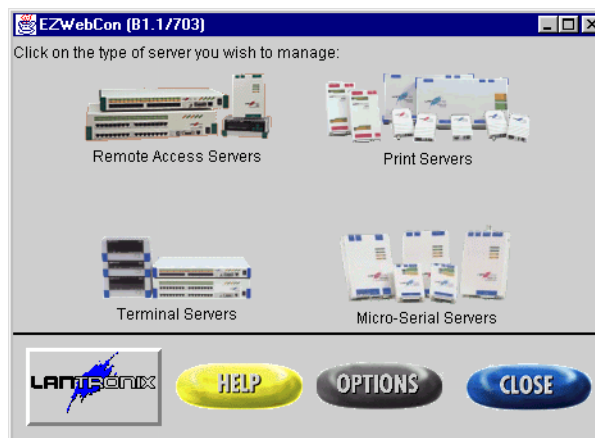 EZWebCon (B1.1/703)
Click on the type of server you wish to manage:
Remote Access Servers
Print Servers
Terminal Servers
Micro-Serial Servers
LANTRONIX
HELP
OPTIONS
CLOSE